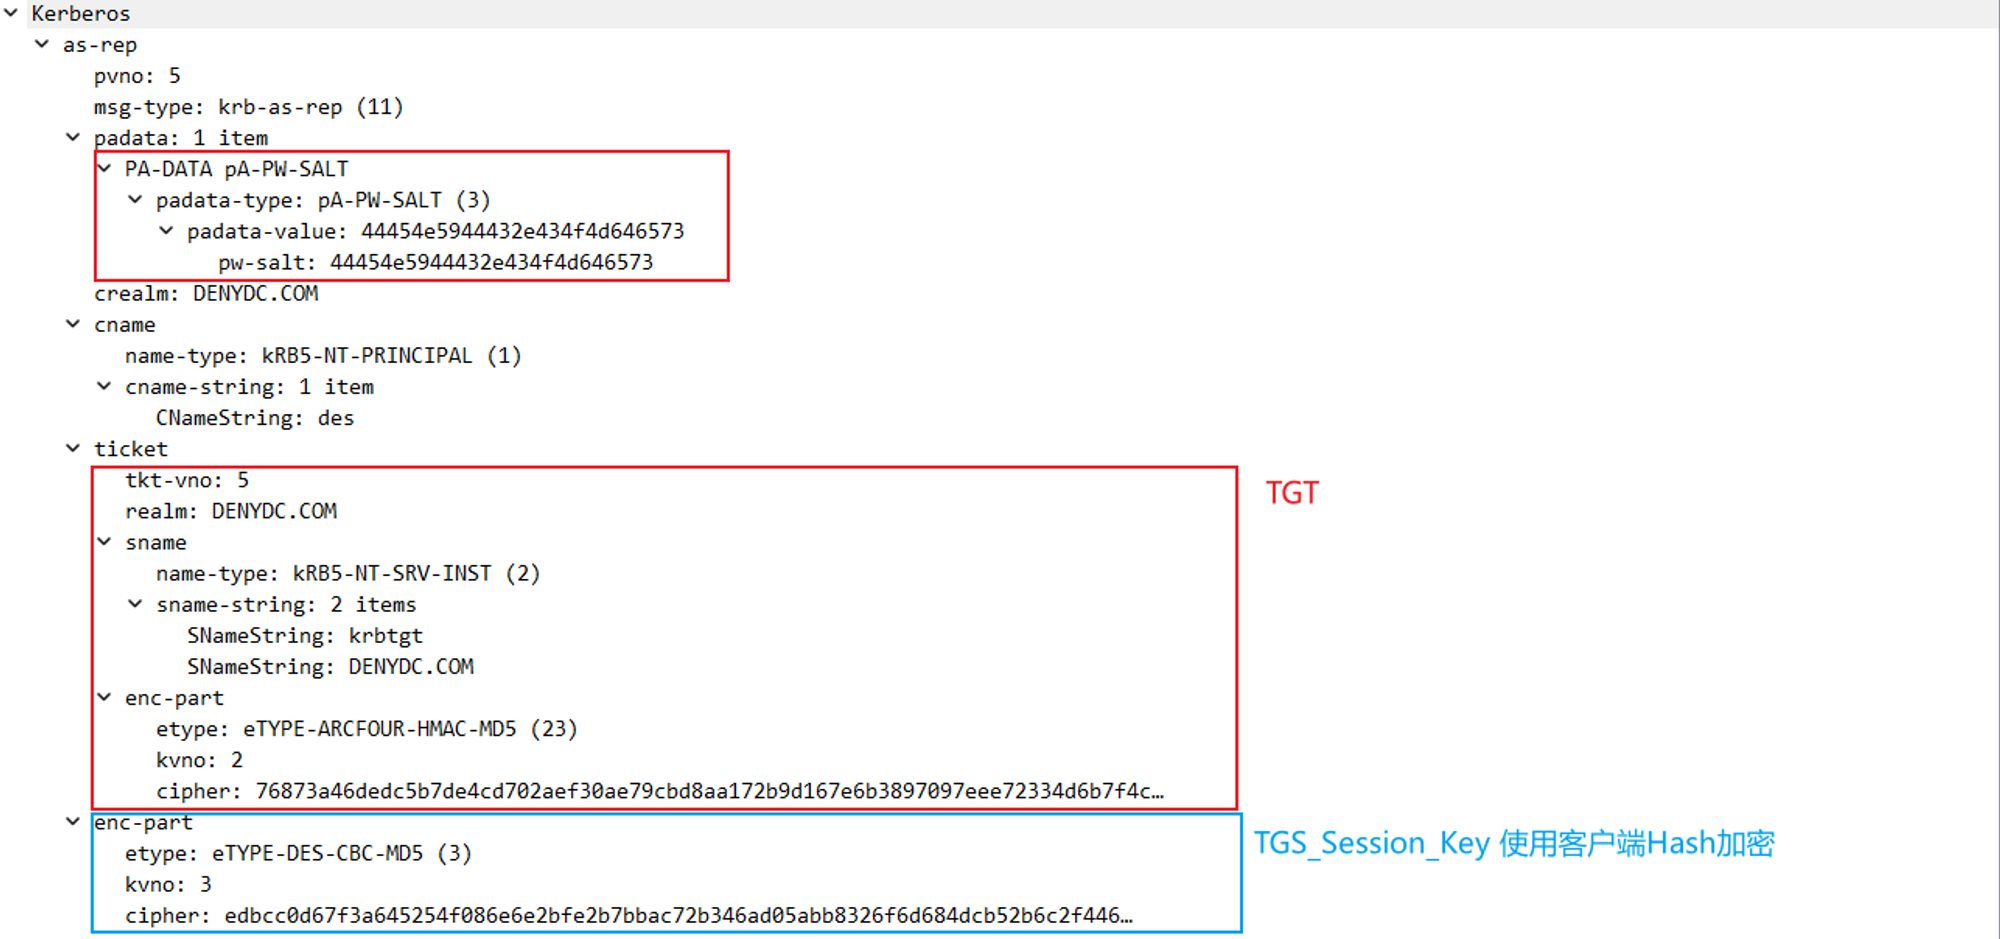 Kerberos
as-rep
pvno: 5
msg-type: krb-as-rep (11)
padata: 1 item
PA-DATA pA-PW-SALT
padata-type: pA-PW-SALT (3)
padata-value: 44454e5944432e434f4d646573
pw-salt: 44454e5944432e434f4d646573
crealm: DENYDC.COM
cname
name-type: kRB5-NT-PRINCIPAL (1)
cname-string: 1 item
CNameString: des
ticket
tkt-vno: 5
TGT
realm: DENYDC.COM
sname
name-type: kRB5-NT-SRV-INST (2)
sname-string: 2 items
SNameString: krbtgt
SNameString: DENYDC.COM
enc-part
etype: eTYPE-ARCFOUR-HMAC-MD5 (23)
kvno: 2
cipher: 76873a46dedc5b7de4cd702aef30ae79cbd8aa172b9d167e6b3897097eee72334d6b7f4c…
enc-part
TGS_Session_Key 使用客户端Hash加密
etype: eTYPE-DES-CBC-MD5 (3)
kvno: 3
cipher: edbcc0d67f3a645254f086e6e2bfe2b7bbac72b346ad05abb8326f6d684dcb52b6c2f446…